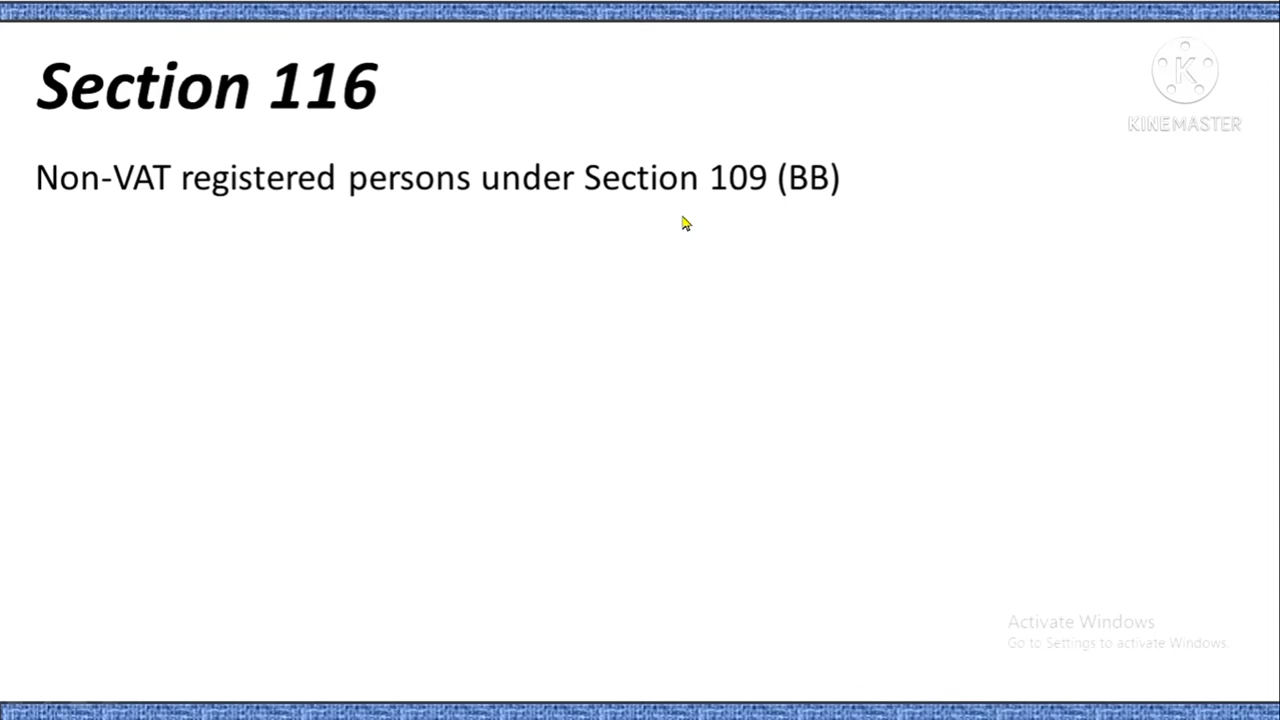 Section 116
K
KINEMASTER
Non-VAT registered persons under Section 109 (BB)
Activate Windows
Go to Settings to activate Windows.